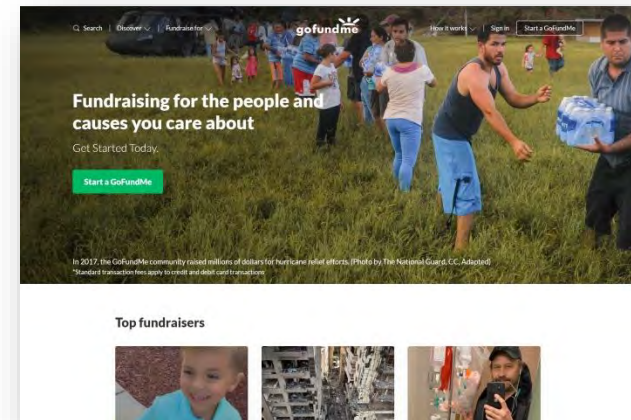 Search | Discover | Fundraise for
gofundme
How it works | Sign in
Start a GoFundMe
Fundraising for the people and
causes you care about
Get Started Today.
Start a GoFundMe
In 2017, the GoFundMe community raised millions of dollars for hurricane relief efforts. (Photo by The National Guard, CC, Adapted)
*Standard transaction fees apply to credit and debit card transactions
Top fundraisers